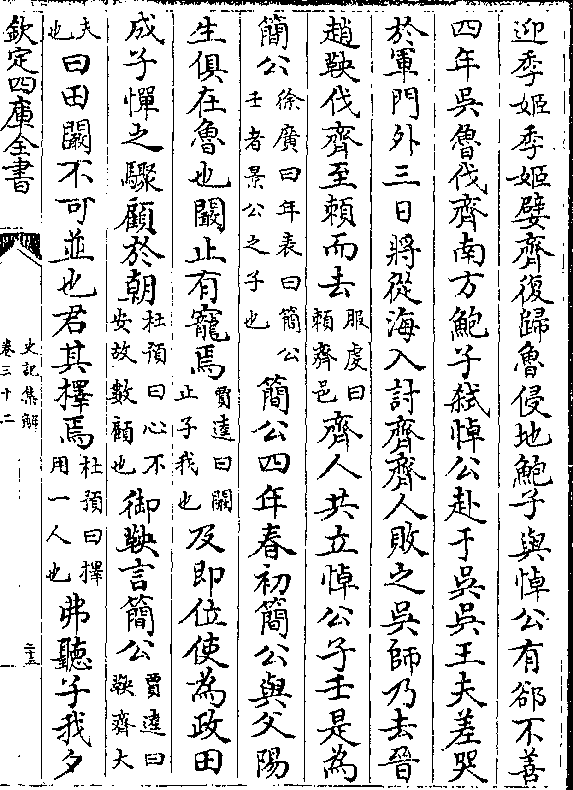 迎季姬季姬嬖齊復歸魯侵地鮑子與悼公有郤不善
四年吳魯伐齊南方鮑子弑悼公赴于吳吳王夫差哭
於軍門外三日將從海入討齊齊人敗之吳師乃去晉
趙鞅伐齊至賴而去服虔曰賴齊邑齊人共立悼公子壬是為
簡公徐廣曰年表曰簡公壬者景公之子也簡公四年春初簡公與父陽
生俱在魯也闞止有寵焉賈逵曰闞止子我也及即位使為政田
成子憚之驟顧於朝杜預曰心不安故數顧也御鞅言簡公賈逵曰鞅齊大
夫也曰田闞不可並也君其擇焉杜預曰擇用一人也弗聽子我夕
欽定四庫全書
史記集解
卷三十二
二十五